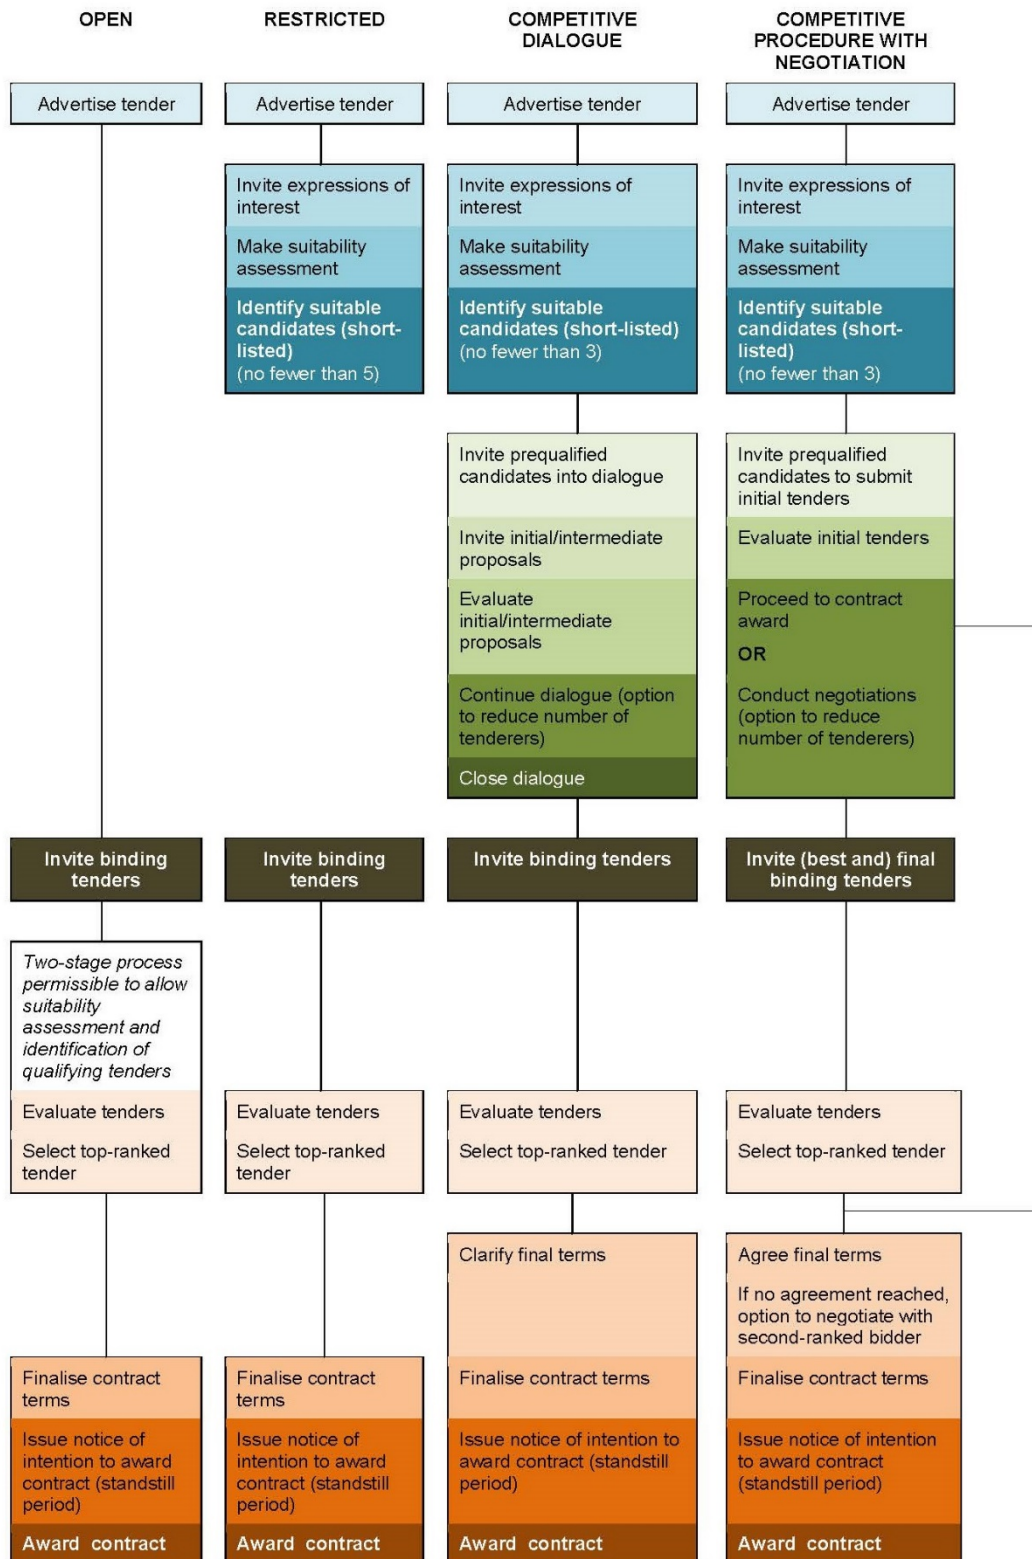 OPEN
Advertise tender
Invite binding
tenders
Two-stage process
permissible to allow
suitability
assessment and
identification of
qualifying tenders
Evaluate tenders
Select top-ranked
tender
Finalise contract
terms
Issue notice of
intention to award
contract (standstill
period)
Award contract
RESTRICTED
Advertise tender
Invite expressions of
interest
Make suitability
assessment
Identify suitable
candidates (short-
listed)
(no fewer than 5)
Invite binding
tenders
Evaluate tenders
Select top-ranked
tender
Finalise contract
terms
Issue notice of
intention to award
contract (standstill
period)
Award contract
COMPETITIVE
DIALOGUE
Advertise tender
Invite expressions of
interest
Make suitability
assessment
Identify suitable
candidates (short-listed)
(no fewer than 3)
Invite prequalified
candidates into dialogue
Invite initial/intermediate
proposals
Evaluate
initial/intermediate
proposals
Continue dialogue (option
to reduce number of
tenderers)
Close dialogue
Invite binding tenders
Evaluate tenders
Select top-ranked tender
Clarify final terms
Finalise contract terms
Issue notice of intention to
award contract (standstill
period)
Award contract
COMPETITIVE
PROCEDURE WITH
NEGOTIATION
Advertise tender
Invite expressions of
interest
Make suitability
assessment
Identify suitable
candidates (short-
listed)
(no fewer than 3)
Invite prequalified
candidates to submit
initial tenders
Evaluate initial tenders
Proceed to contract
award
OR
Conduct negotiations
(option to reduce
number of tenderers)
Invite (best and) final
binding tenders
Evaluate tenders
Select top-ranked tender
Agree final terms
If no agreement reached,
option to negotiate with
second-ranked bidder
Finalise contract terms
Issue notice of intention
to award contract
(standstill period)
Award contract